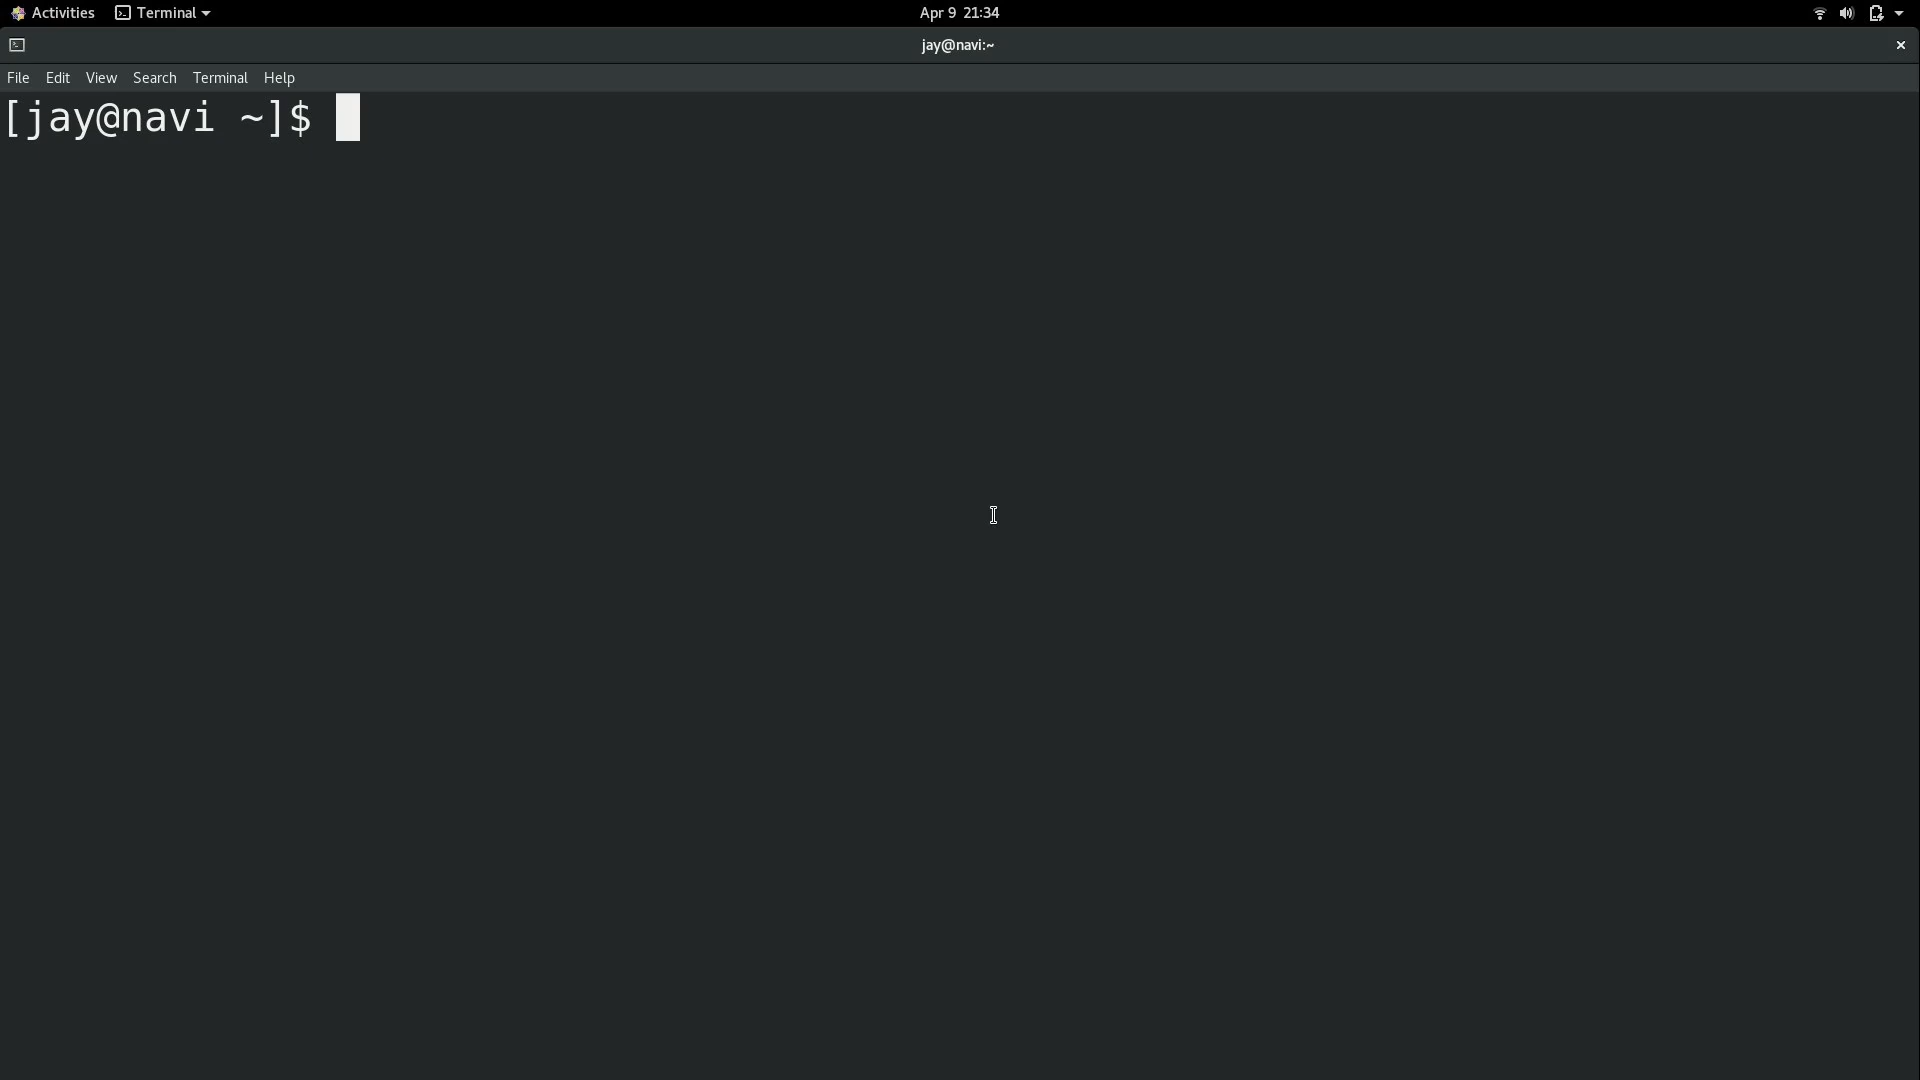 Activities Terminal Apr 9 21:34
jay@navi:~
File Edit View Search Terminal Help
[jay@navi ~]$